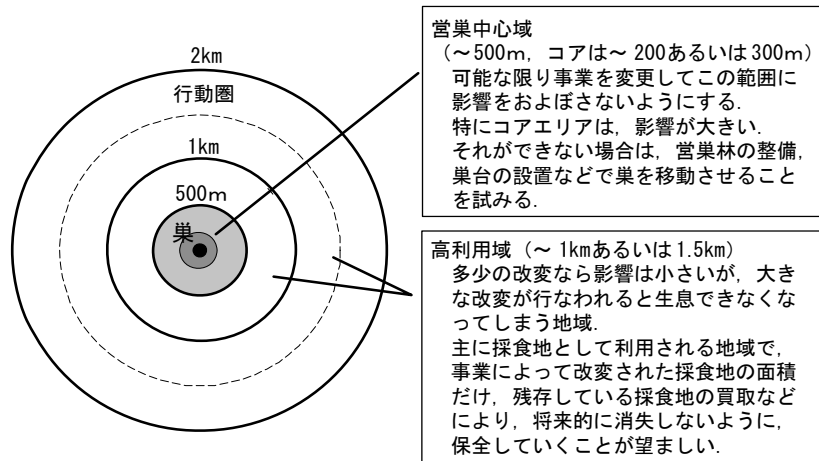 2km
行動圏
1km
500m
巣
営巣中心域
(～500m, コアは～200あるいは300m)
可能な限り事業を変更してこの範囲に
影響をおよぼさないようにする.
特にコアエリアは, 影響が大きい.
それができない場合は, 営巣林の整備,
巣台の設置などで巣を移動させること
を試みる.
高利用域 (～1kmあるいは1.5km)
多少の改変なら影響は小さいが, 大き
な改変が行なわれると生息できなくな
ってしまう地域.
主に採食地として利用される地域で,
事業によって改変された採食地の面積
だけ, 残存している採食地の買取など
により, 将来的に消失しないように,
保全していくことが望ましい.